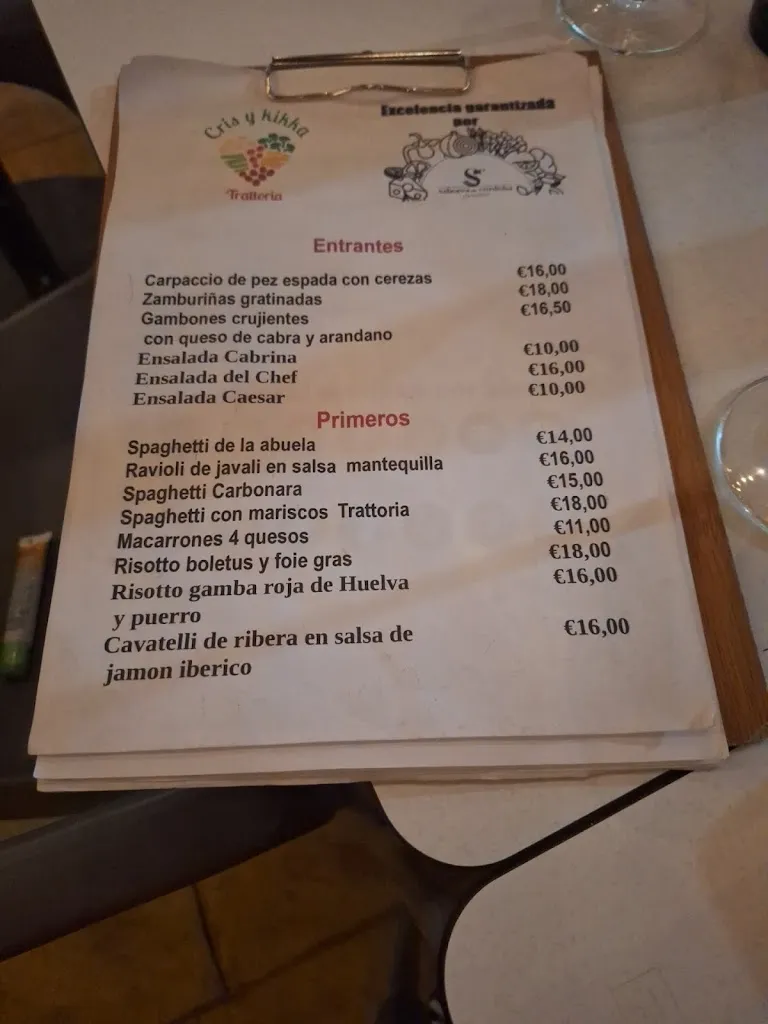 Cris y Kikka
Trattoria
Excelencia garantizada
por
S
Entrantes
Carpaccio de pez espada con cerezas €16,00
Zamburiñas gratinadas €18,00
Gambones crujientes €16,50
con queso de cabra y arandano
Ensalada Cabrina €10,00
Ensalada del Chef €16,00
Ensalada Caesar €10,00
Primeros
Spaghetti de la abuela €14,00
Ravioli de javali en salsa mantequilla €16,00
Spaghetti Carbonara €15,00
Spaghetti con mariscos Trattoria €18,00
Macarrones 4 quesos €11,00
Risotto boletus y foie gras €18,00
Risotto gamba roja de Huelva €16,00
y puerro
Cavatelli de ribera en salsa de €16,00
jamon iberico